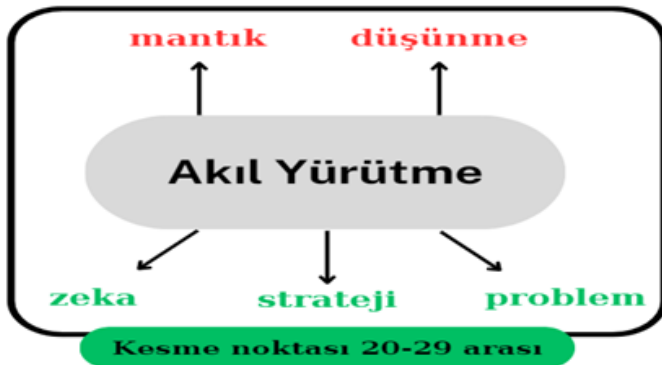 mantık düşünme
Akıl Yürütme
zeka strateji problem
Kesme noktası 20-29 arası